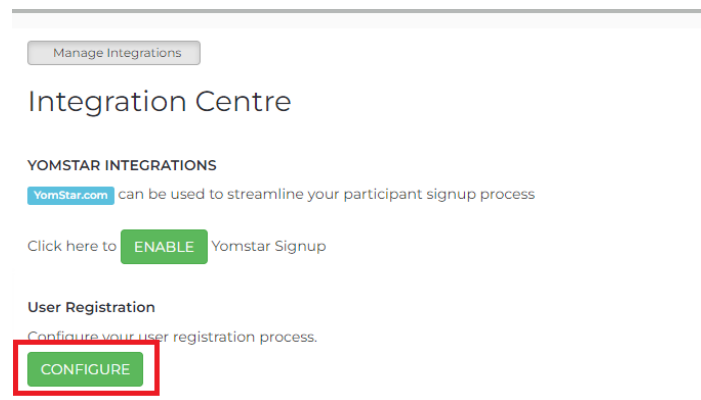 Manage Integrations
Integration Centre
YOMSTAR INTEGRATIONS
YomStar.com can be used to streamline your participant signup process
Click here to ENABLE Yomstar Signup
User Registration
Configure your user registration process.
CONFIGURE